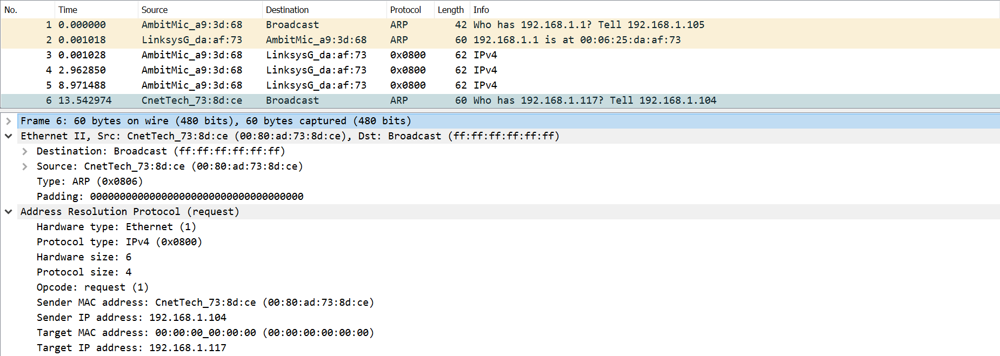 No. Time Source Destination Protocol Length Info
1 0.000000 AmbitMic_a9:3d:68 Broadcast ARP 42 Who has 192.168.1.1? Tell 192.168.1.105
2 0.001018 LinksysG_da:af:73 AmbitMic_a9:3d:68 ARP 60 192.168.1.1 is at 00:06:25:da:af:73
3 0.001028 AmbitMic_a9:3d:68 LinksysG_da:af:73 0x0800 62 IPv4
4 2.962850 AmbitMic_a9:3d:68 LinksysG_da:af:73 0x0800 62 IPv4
5 8.971488 AmbitMic_a9:3d:68 LinksysG_da:af:73 0x0800 62 IPv4
6 13.542974 CnetTech_73:8d:ce Broadcast ARP 60 Who has 192.168.1.117? Tell 192.168.1.104
Frame 6: 60 bytes on wire (480 bits), 60 bytes captured (480 bits)
Ethernet II, Src: CnetTech_73:8d:ce (00:80:ad:73:8d:ce), Dst: Broadcast (ff:ff:ff:ff:ff:ff)
Destination: Broadcast (ff:ff:ff:ff:ff:ff)
Source: CnetTech_73:8d:ce (00:80:ad:73:8d:ce)
Type: ARP (0x0806)
Padding: 000000000000000000000000000000000000
Address Resolution Protocol (request)
Hardware type: Ethernet (1)
Protocol type: IPv4 (0x0800)
Hardware size: 6
Protocol size: 4
Opcode: request (1)
Sender MAC address: CnetTech_73:8d:ce (00:80:ad:73:8d:ce)
Sender IP address: 192.168.1.104
Target MAC address: 00:00:00_00:00:00 (00:00:00:00:00:00)
Target IP address: 192.168.1.117